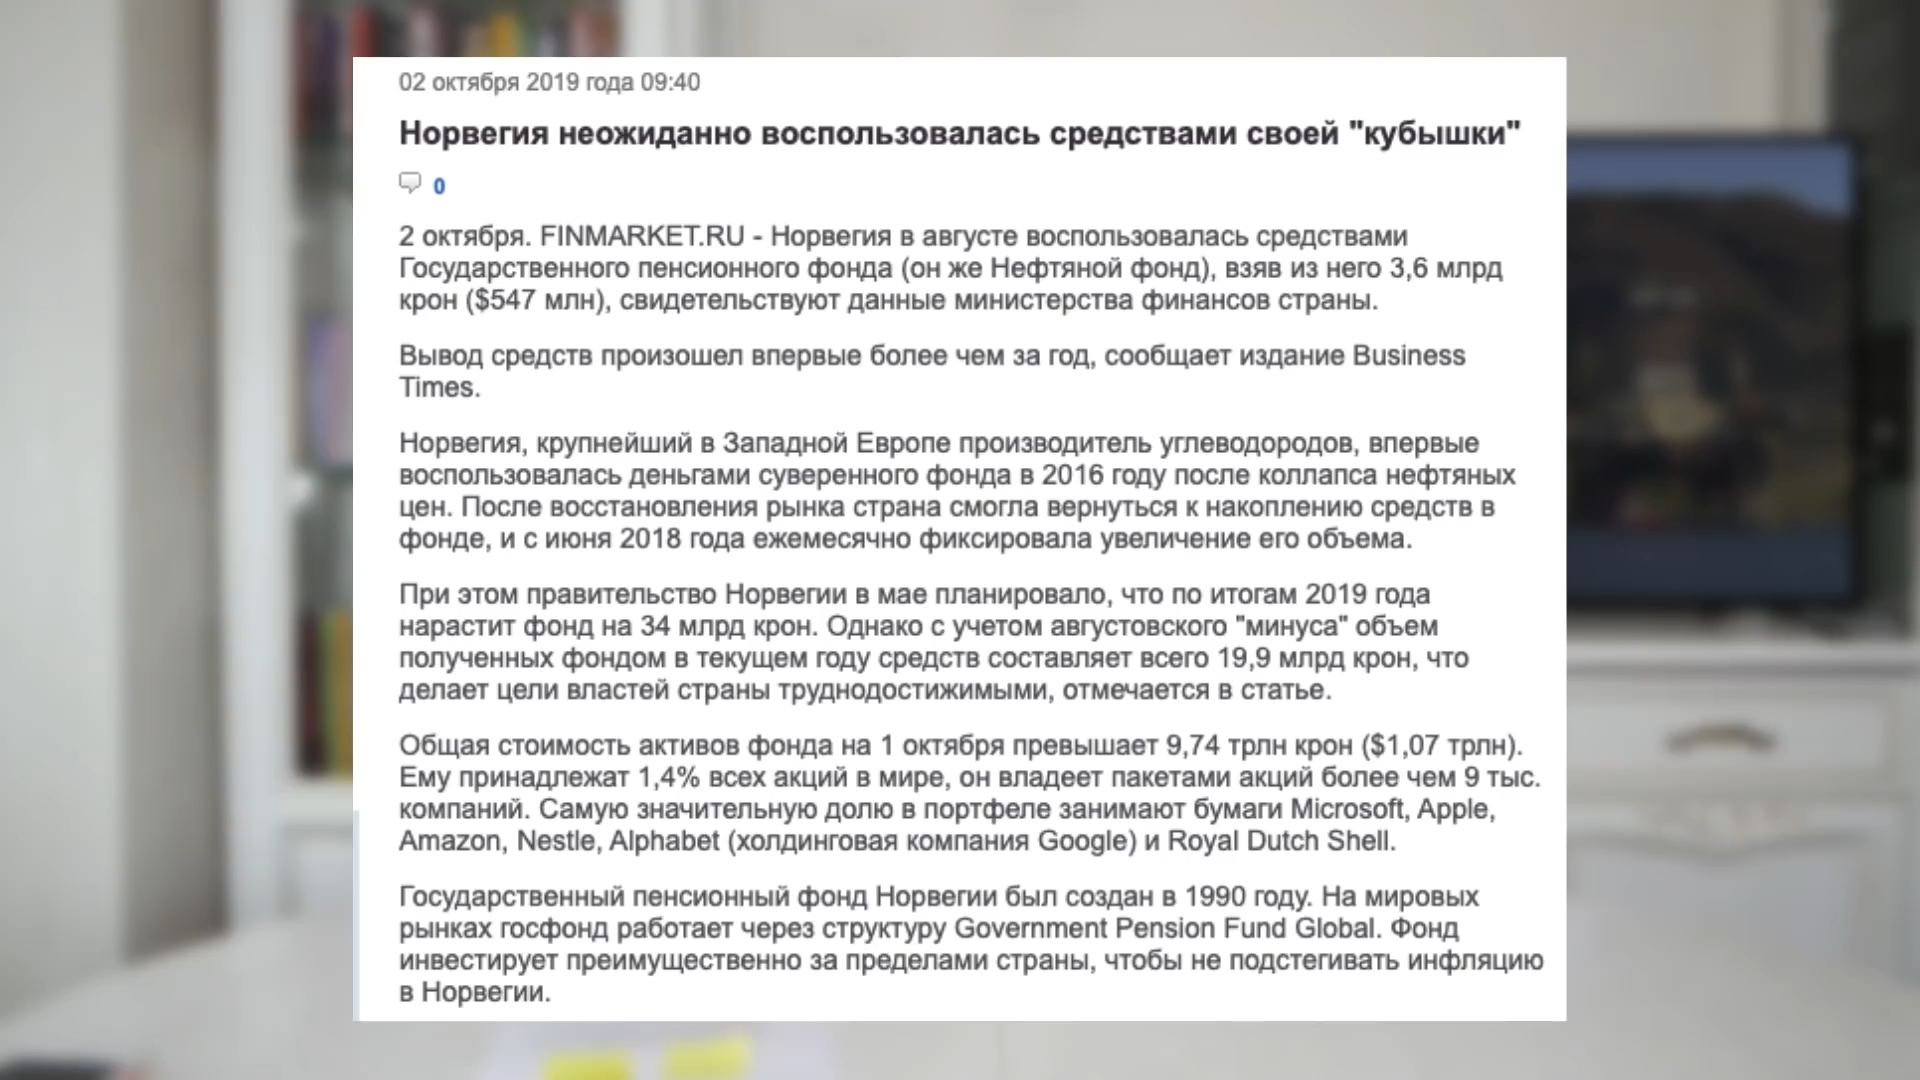 02 октября 2019 года 09:40
Норвегия неожиданно воспользовалась средствами своей "кубышки"
0
2 октября. FINMARKET.RU - Норвегия в августе воспользовалась средствами
Государственного пенсионного фонда (он же Нефтяной фонд), взяв из него 3,6 млрд
крон ($547 млн), свидетельствуют данные министерства финансов страны.
Вывод средств произошел впервые более чем за год, сообщает издание Business
Times.
Норвегия, крупнейший в Западной Европе производитель углеводородов, впервые
воспользовалась деньгами суверенного фонда в 2016 году после коллапса нефтяных
цен. После восстановления рынка страна смогла вернуться к накоплению средств в
фонде, и с июня 2018 года ежемесячно фиксировала увеличение его объема.
При этом правительство Норвегии в мае планировало, что по итогам 2019 года
нарастит фонд на 34 млрд крон. Однако с учетом августовского "минуса" объем
полученных фондом в текущем году средств составляет всего 19,9 млрд крон, что
делает цели властей страны труднодостижимыми, отмечается в статье.
Общая стоимость активов фонда на 1 октября превышает 9,74 трлн крон ($1,07 трлн).
Ему принадлежат 1,4% всех акций в мире, он владеет пакетами акций более чем 9 тыс.
компаний. Самую значительную долю в портфеле занимают бумаги Microsoft, Apple,
Amazon, Nestle, Alphabet (холдинговая компания Google) и Royal Dutch Shell.
Государственный пенсионный фонд Норвегии был создан в 1990 году. На мировых
рынках госфонд работает через структуру Government Pension Fund Global. Фонд
инвестирует преимущественно за пределами страны, чтобы не подстегивать инфляцию
в Норвегии.